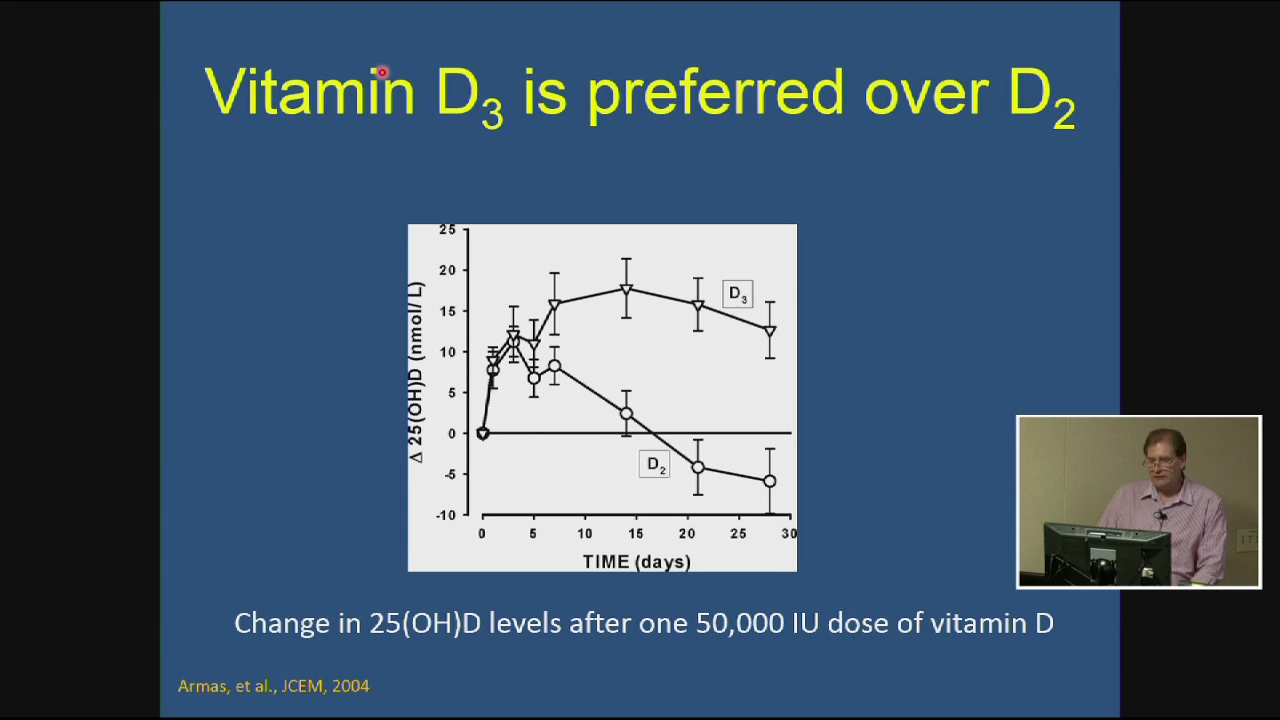 Vitamin D₃ is preferred over D₂
25
20
15
10
5
0
-5
-10
Δ 25(OH)D (nmol/L)
D₃
D₂
0 5 10 15 20 25 30
TIME (days)
Change in 25(OH)D levels after one 50,000 IU dose of vitamin D
Armas, et al., JCEM, 2004